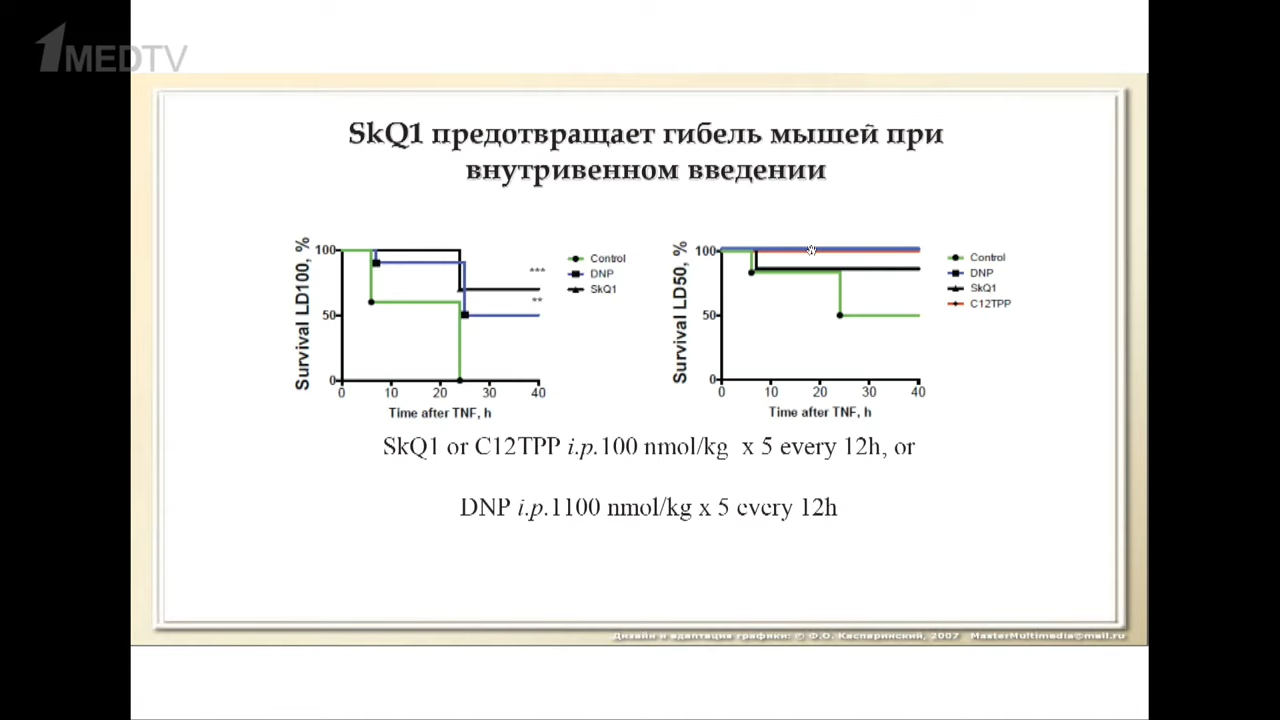 1MEDTV
SkQ1 предотвращает гибель мышей при
внутривенном введении
Survival LD100, %
100
50
0
0 10 20 30 40
Time after TNF, h
Control
DNP
SkQ1
***
**
Survival LD50, %
100
50
0
0 10 20 30 40
Time after TNF, h
Control
DNP
SkQ1
C12TPP
SkQ1 or C12TPP i.p.100 nmol/kg x 5 every 12h, or
DNP i.p.1100 nmol/kg x 5 every 12h
Дизайн и адаптация графики: © Ф.О. Каспаринский, 2007 MasterMultimedia@mail.ru